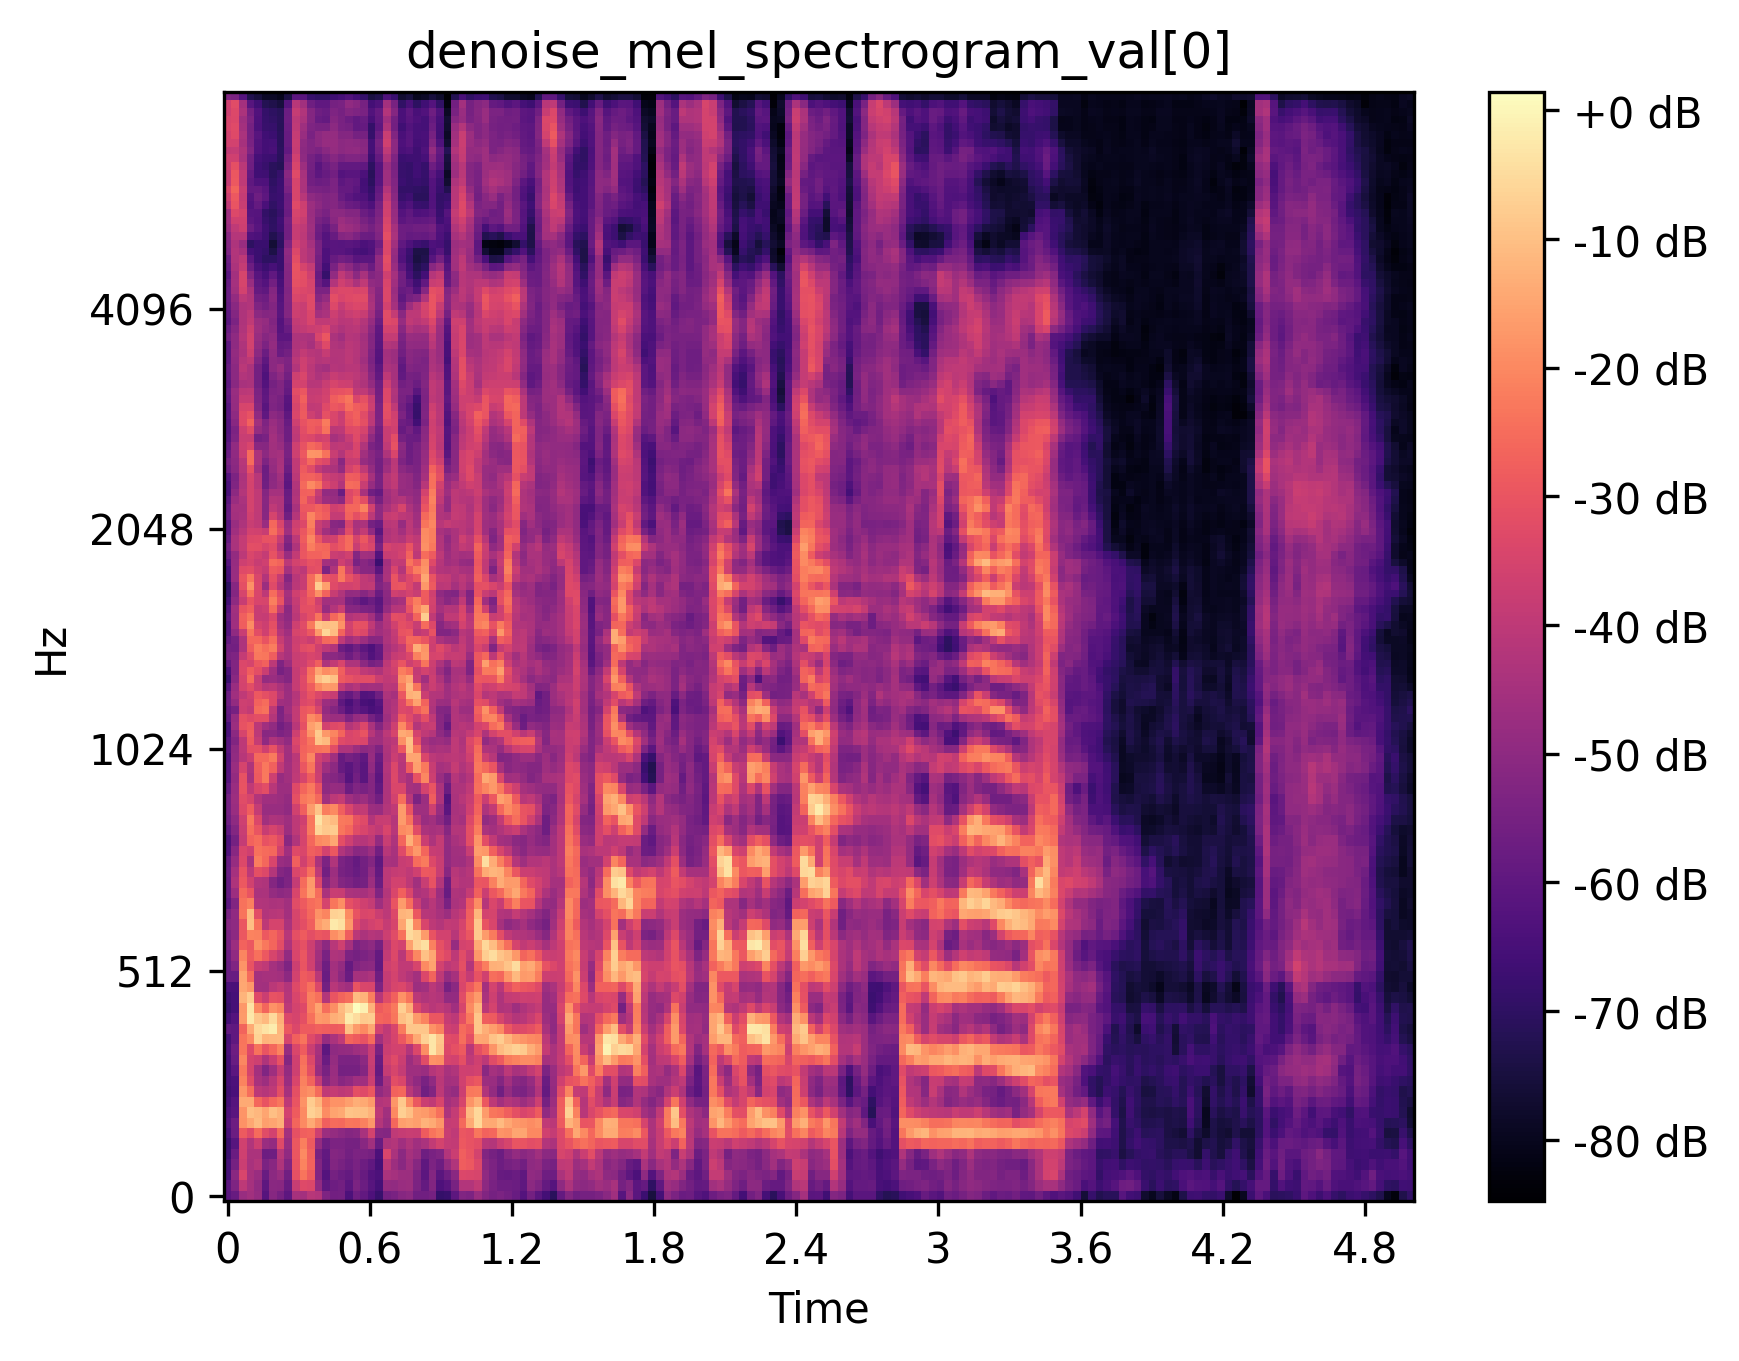 denoise_mel_spectrogram_val[0]
+0 dB
-10 dB
-20 dB
-30 dB
-40 dB
-50 dB
-60 dB
-70 dB
-80 dB
4096
2048
1024
512
0
Hz
0 0.6 1.2 1.8 2.4 3 3.6 4.2 4.8
Time